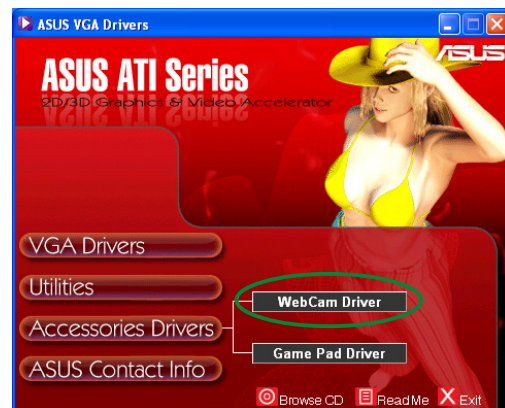 ASUS VGA Drivers
ASUS
ASUS ATI Series
2D/3D Graphics & Video Accelerator
VGA Drivers
Utilities
WebCam Driver
Accessories Drivers
Game Pad Driver
ASUS Contact Info
Browse CD ReadMe Exit